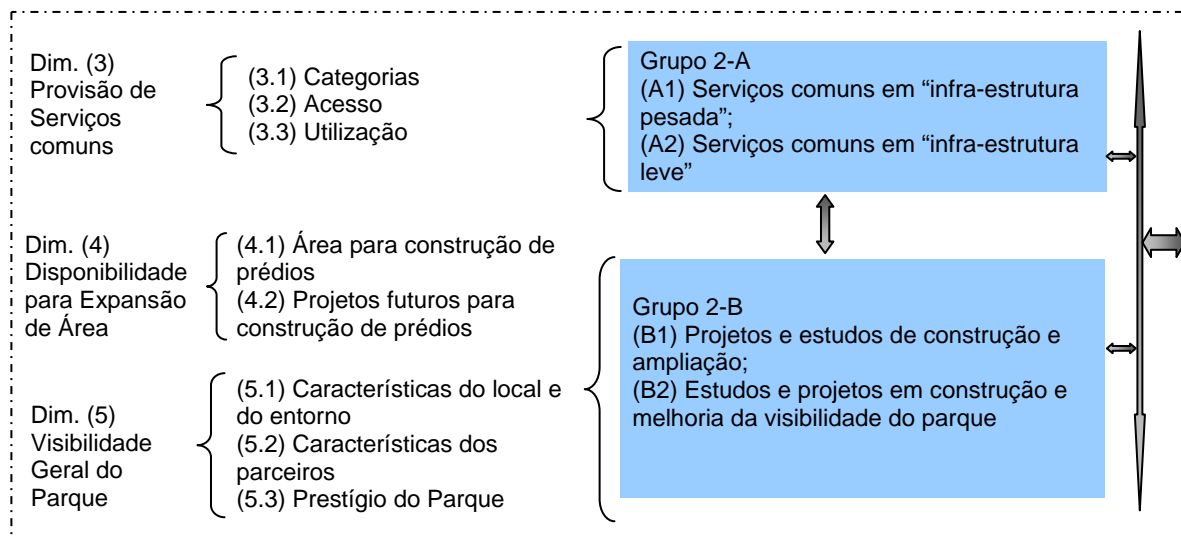 Dim. (3)
Provisão de
Serviços
comuns
(3.1) Categorias
(3.2) Acesso
(3.3) Utilização
Grupo 2-A
(A1) Serviços comuns em “infra-estrutura
pesada”;
(A2) Serviços comuns em “infra-estrutura
leve”
Dim. (4)
Disponibilidade
para Expansão
de Área
(4.1) Área para construção de
prédios
(4.2) Projetos futuros para
construção de prédios
Dim. (5)
Visibilidade
Geral do
Parque
(5.1) Características do local e
do entorno
(5.2) Características dos
parceiros
(5.3) Prestígio do Parque
Grupo 2-B
(B1) Projetos e estudos de construção e
ampliação;
(B2) Estudos e projetos em construção e
melhoria da visibilidade do parque